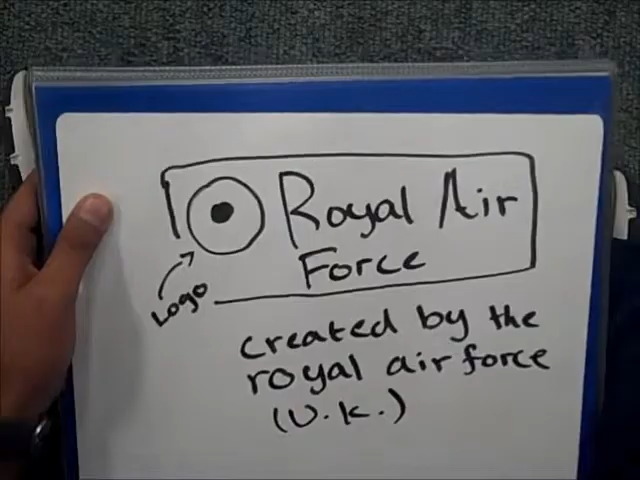 Royal Air
Force
Logo
created by the
royal air force
(U.K.)